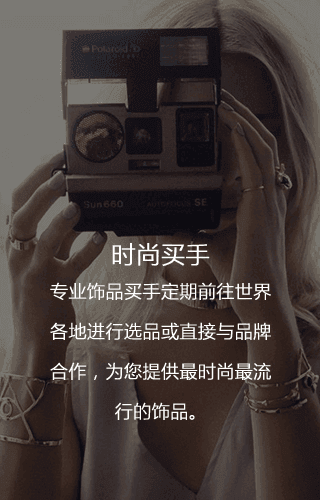 Polaroid
Sun660
AUTOFOCUS SE
时尚买手
专业饰品买手定期前往世界
各地进行选品或直接与品牌
合作，为您提供最时尚最流
行的饰品。